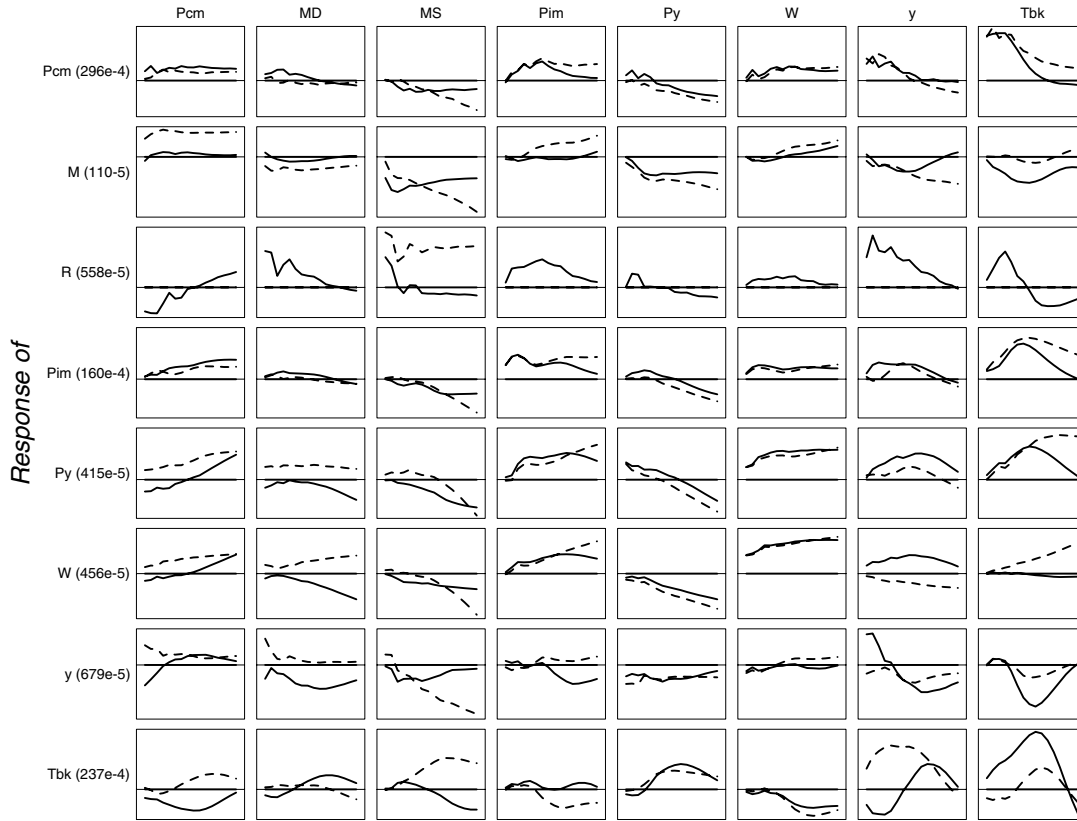 Pcm MD MS Pim Py W y Tbk
Pcm (296e-4)
M (110-5)
R (558e-5)
Pim (160e-4)
Response of
Py (415e-5)
W (456e-5)
y (679e-5)
Tbk (237e-4)